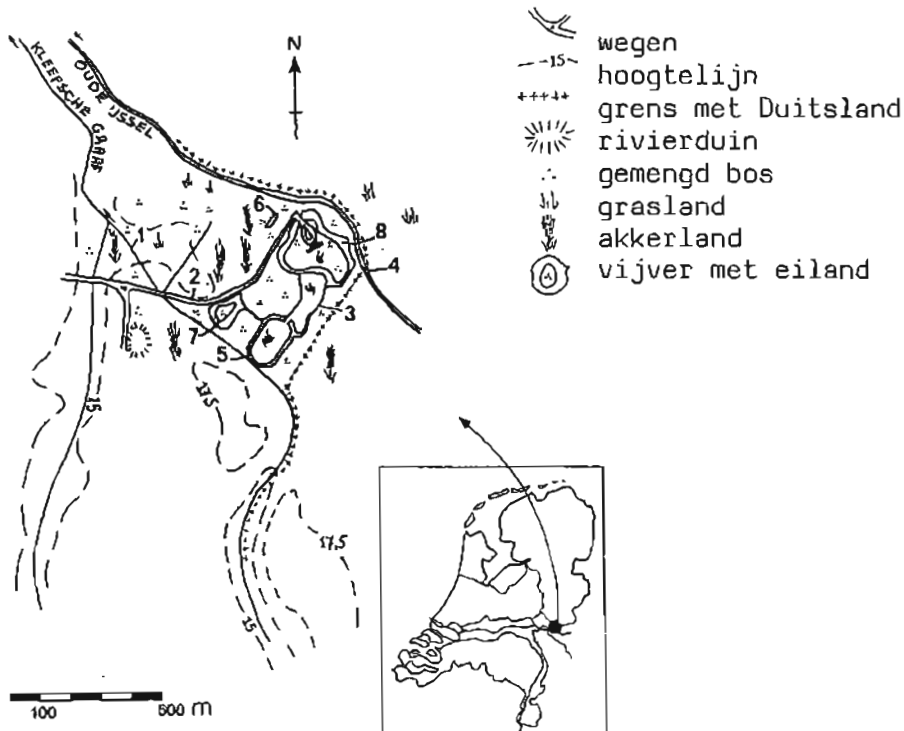 N
KLEEFSCHE GRAAF
OUDE IJSSEL
6
8
1
4
2
3
7
5
15
17,5
17,5
15
100
500 m
wegen
-15-
hoogtelijn
grens met Duitsland
rivierduin
gemengd bos
grasland
akkerland
vijver met eiland